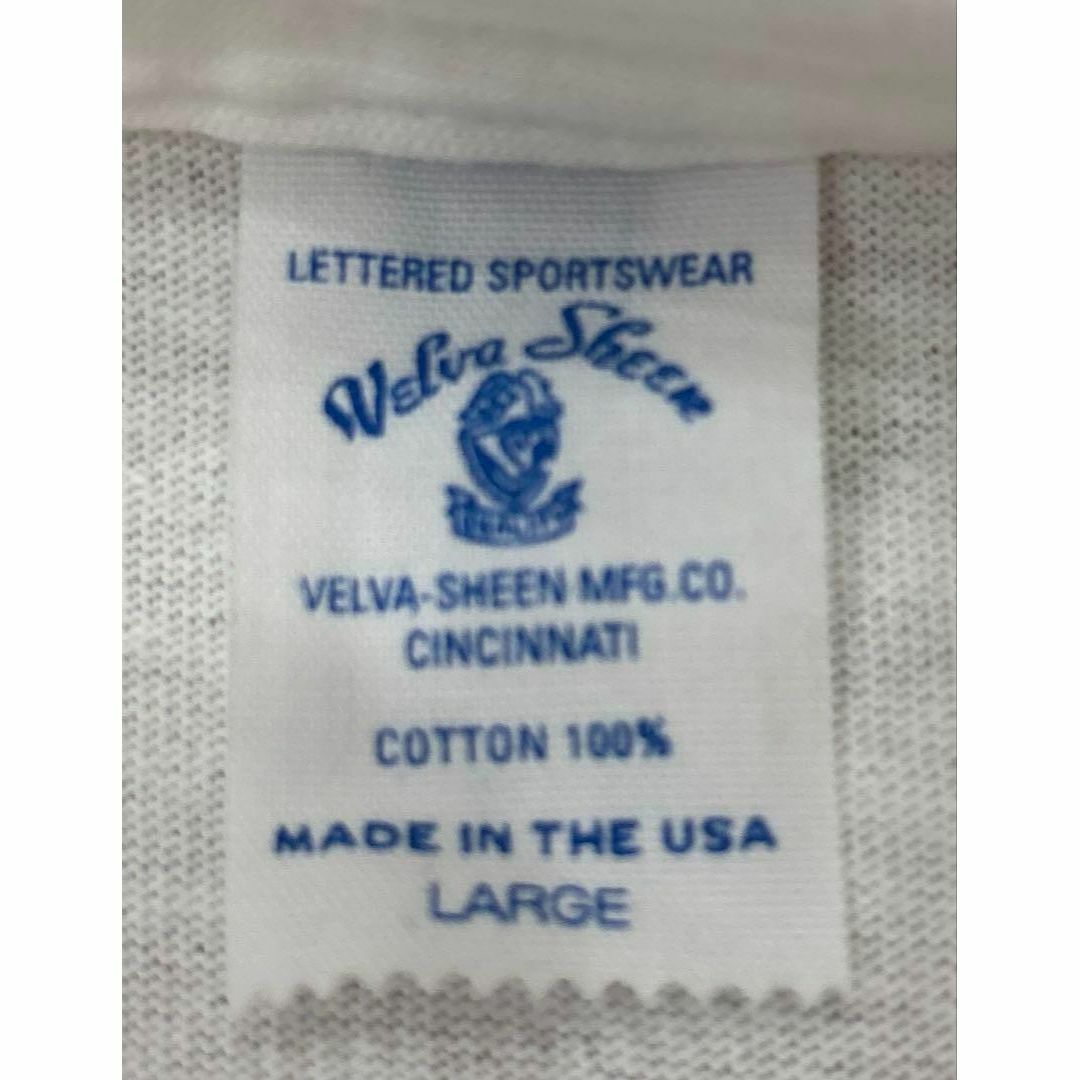 LETTERED SPORTSWEAR
Velva Sheen
VELVA-SHEEN MFG.CO.
CINCINNATI
COTTON 100%
MADE IN THE USA
LARGE